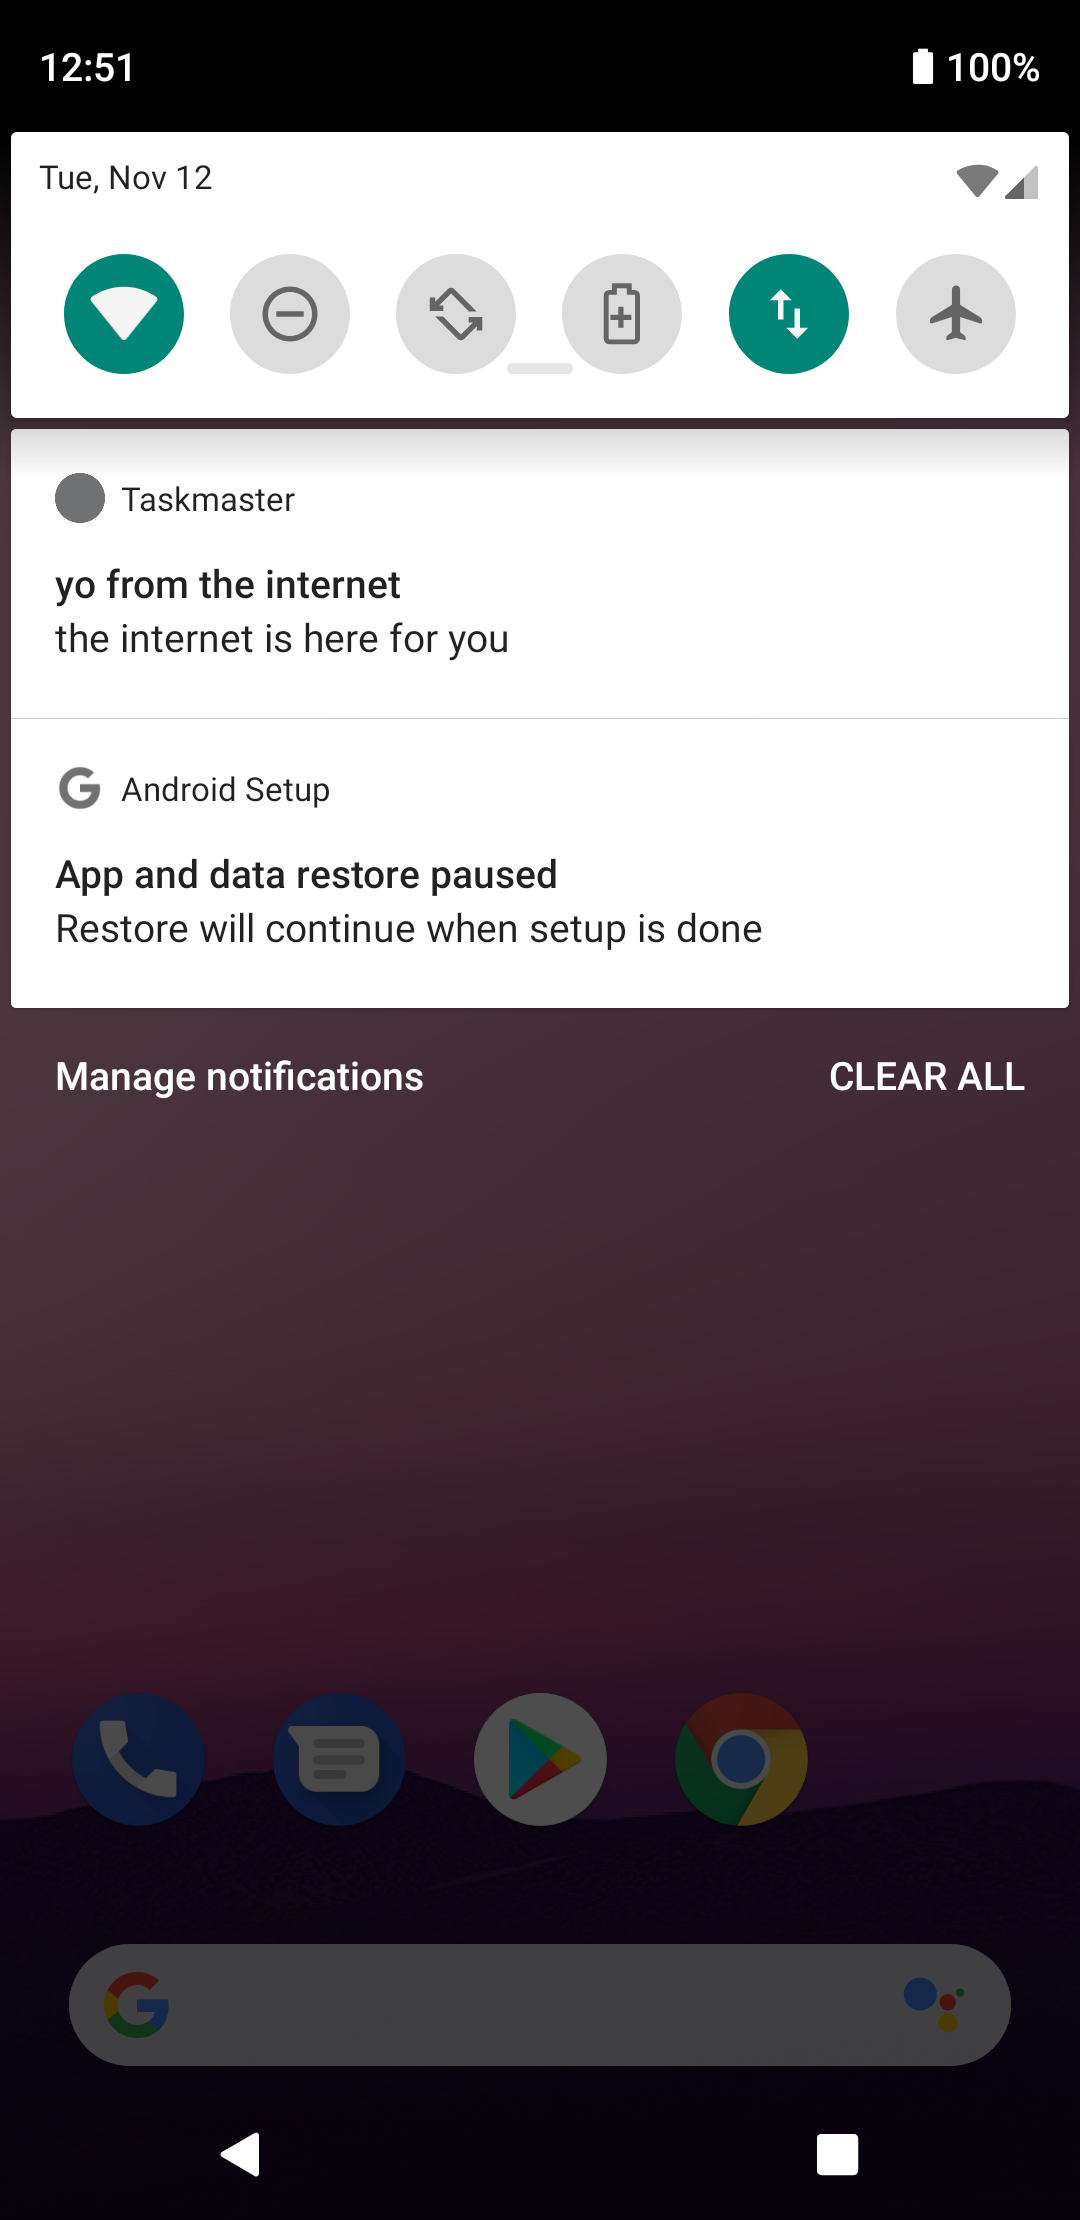 12:51
100%
Tue, Nov 12
Taskmaster
yo from the internet
the internet is here for you
Android Setup
App and data restore paused
Restore will continue when setup is done
Manage notifications
CLEAR ALL